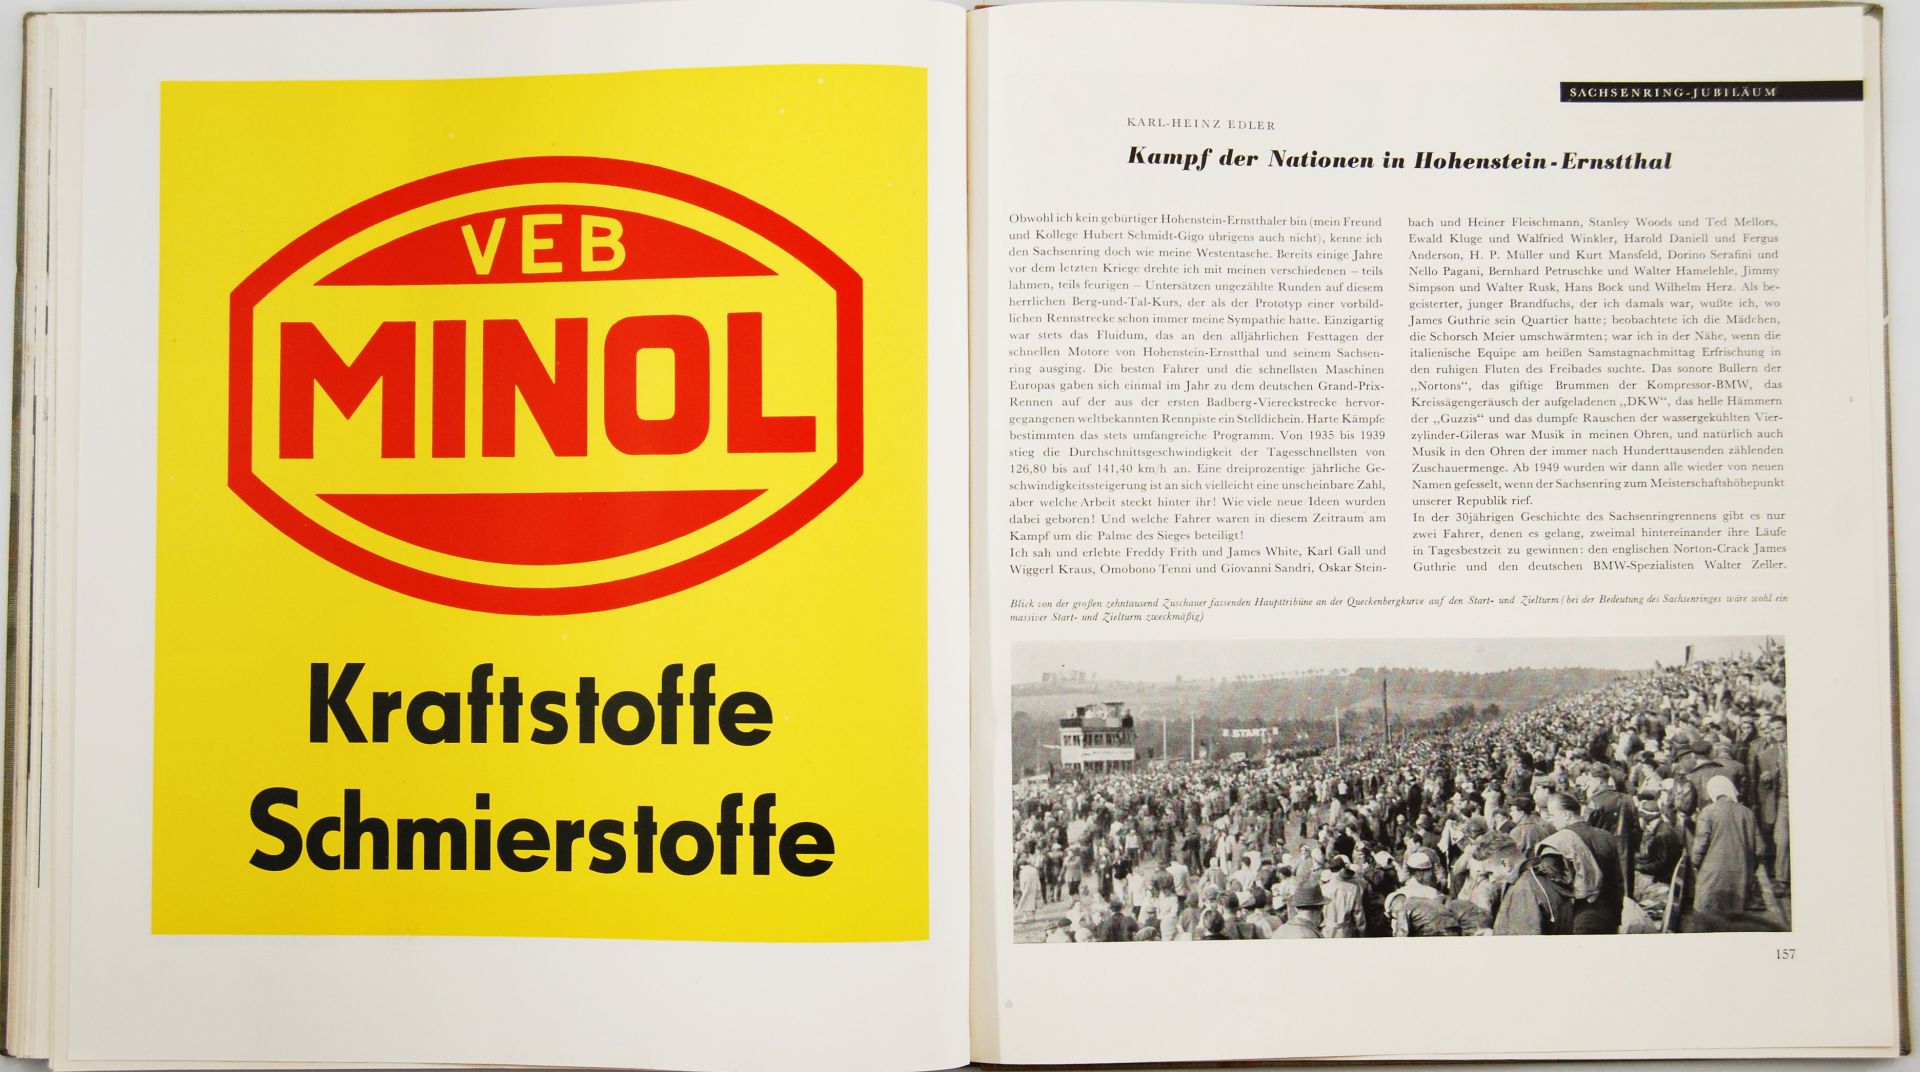 VEB
MINOL
Kraftstoffe
Schmierstoffe
SACHSENRING-JUBILÄUM
KARL-HEINZ EDLER
Kampf der Nationen in Hohenstein-Ernstthal
Obwohl ich kein gebürtiger Hohenstein-Ernstthaler bin (mein Freund
und Kollege Hubert Schmidt-Gigo übrigens auch nicht), kenne ich
den Sachsenring doch wie meine Westentasche. Bereits einige Jahre
vor dem letzten Kriege drehte ich mit meinen verschiedenen – teils
lahmen, teils feurigen – Untersätzen ungezählte Runden auf diesem
herrlichen Berg-und-Tal-Kurs, der als der Prototyp einer vorbild-
lichen Rennstrecke schon immer meine Sympathie hatte. Einzigartig
war stets das Fluidum, das an den alljährlichen Festtagen der
schnellen Motore von Hohenstein-Ernstthal und seinem Sachsen-
ring ausging. Die besten Fahrer und die schnellsten Maschinen
Europas gaben sich einmal im Jahr zu dem deutschen Grand-Prix-
Rennen auf der aus der ersten Badberg-Viereckstrecke hervor-
gegangenen weltbekannten Rennpiste ein Stelldichein. Harte Kämpfe
bestimmten das stets umfangreiche Programm. Von 1935 bis 1939
stieg die Durchschnittsgeschwindigkeit der Tagesschnellsten von
126,80 bis auf 141,40 km/h an. Eine dreiprozentige jährliche Ge-
schwindigkeitssteigerung ist an sich vielleicht eine unscheinbare Zahl,
aber welche Arbeit steckt hinter ihr! Wie viele neue Ideen wurden
dabei geboren! Und welche Fahrer waren in diesem Zeitraum am
Kampf um die Palme des Sieges beteiligt!
Ich sah und erlebte Freddy Frith und James White, Karl Gall und
Wiggerl Kraus, Omobono Tenni und Giovanni Sandri, Oskar Stein-
bach und Heiner Fleischmann, Stanley Woods und Ted Mellors,
Ewald Kluge und Walfried Winkler, Harold Daniell und Fergus
Anderson, H. P. Müller und Kurt Mansfeld, Dorino Serafini und
Nello Pagani, Bernhard Petruschke und Walter Hamelehle, Jimmy
Simpson und Walter Rusk, Hans Bock und Wilhelm Herz. Als be-
geisterter, junger Brandfuchs, der ich damals war, wußte ich, wo
James Guthrie sein Quartier hatte; beobachtete ich die Mädchen,
die Schorsch Meier umschwärmten; war ich in der Nähe, wenn die
italienische Equipe am heißen Samstagnachmittag Erfrischung in
den ruhigen Fluten des Freibades suchte. Das sonore Bullern der
„Nortons“, das giftige Brummen der Kompressor-BMW, das
Kreissägengeräusch der aufgeladenen „DKW“, das helle Hämmern
der „Guzzis“ und das dumpfe Rauschen der wassergekühlten Vier-
zylinder-Gileras war Musik in meinen Ohren, und natürlich auch
Musik in den Ohren der immer nach Hunderttausenden zählenden
Zuschauermenge. Ab 1949 wurden wir dann alle wieder von neuen
Namen gefesselt, wenn der Sachsenring zum Meisterschaftshöhepunkt
unserer Republik rief.
In der 30jährigen Geschichte des Sachsenringrennens gibt es nur
zwei Fahrer, denen es gelang, zweimal hintereinander ihre Läufe
in Tagesbestzeit zu gewinnen: den englischen Norton-Crack James
Guthrie und den deutschen BMW-Spezialisten Walter Zeller.
Blick von der großen zehntausend Zuschauer fassenden Haupttribüne an der Queckenbergkurve auf den Start- und Zielturm (bei der Bedeutung des Sachsenringes wäre wohl ein
massiver Start- und Zielturm zweckmäßig)
START
157